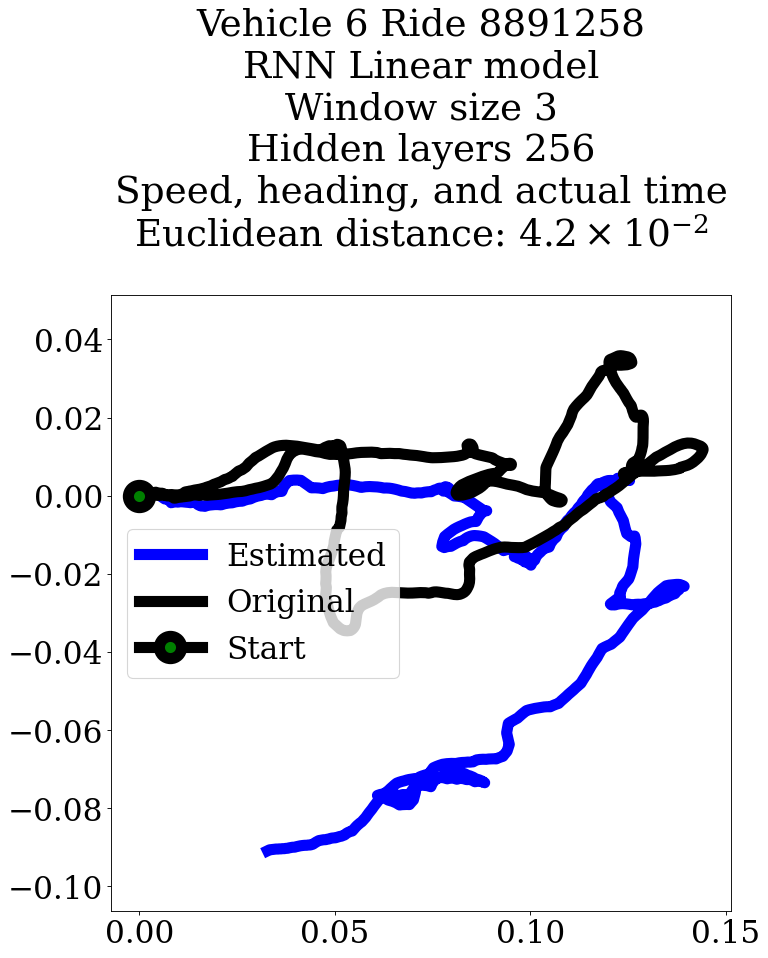 Vehicle 6 Ride 8891258
RNN Linear model
Window size 3
Hidden layers 256
Speed, heading, and actual time
Euclidean distance: 4.2 × 10⁻²
0.04
0.02
0.00
−0.02
−0.04
−0.06
−0.08
−0.10
Estimated
Original
Start
0.00 0.05 0.10 0.15